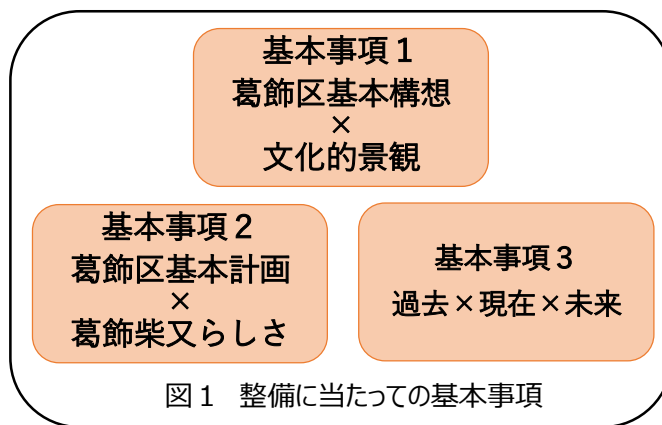 基本事項１
葛飾区基本構想
×
文化的景観
基本事項２
葛飾区基本計画
×
葛飾柴又らしさ
基本事項３
過去×現在×未来
図１　整備に当たっての基本事項